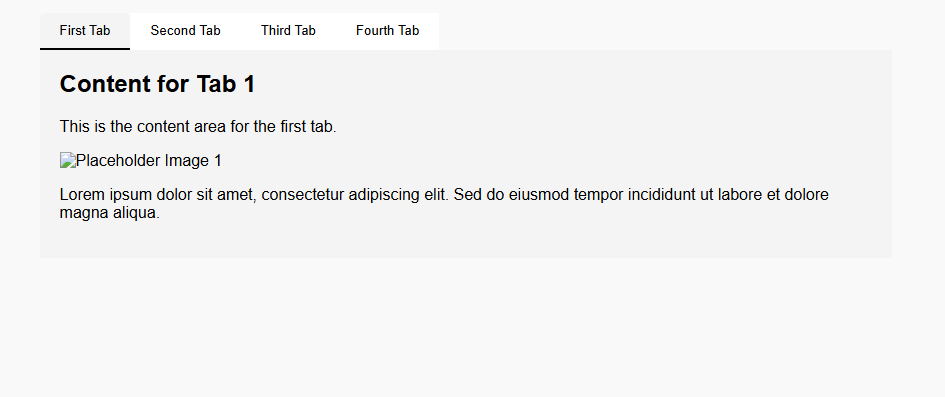 First Tab Second Tab Third Tab Fourth Tab
Content for Tab 1
This is the content area for the first tab.
Placeholder Image 1
Lorem ipsum dolor sit amet, consectetur adipiscing elit. Sed do eiusmod tempor incididunt ut labore et dolore
magna aliqua.